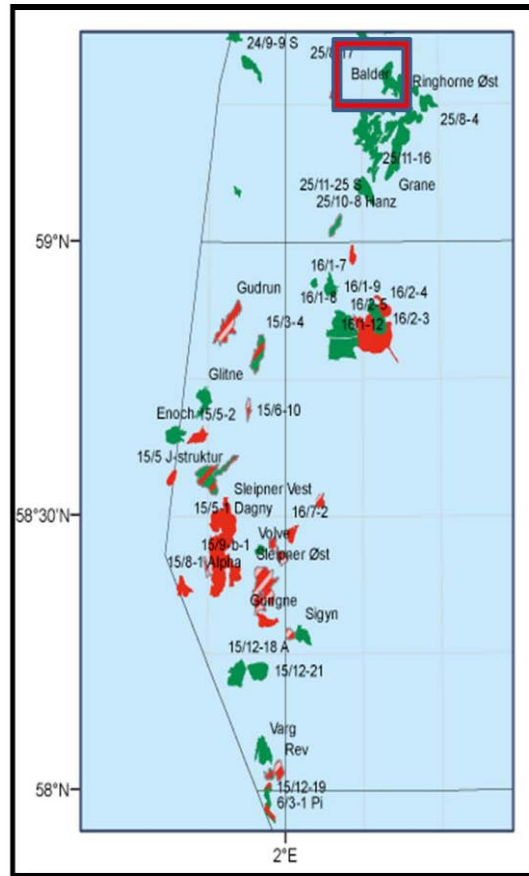 24/9-9 S
25/8-17
Balder
Ringhorne Øst
25/8-4
25/11-16
25/11-25 S
Grane
25/10-8 Hanz
59°N
16/1-7
16/1-9
16/1-8
16/2-4
16/2-5
Gudrun
16/1-12
16/2-3
15/3-4
Glitne
Enoch
15/5-2
15/6-10
15/5 J-struktur
Sleipner Vest
15/5-1 Dagny
16/7-2
58°30'N
Volve
15/9-b-1
15/8-1 Alpha
Sleipner Øst
Gungne
Sigyn
15/12-18 A
15/12-21
Varg
Rev
58°N
15/12-19
6/3-1 Pi
2°E